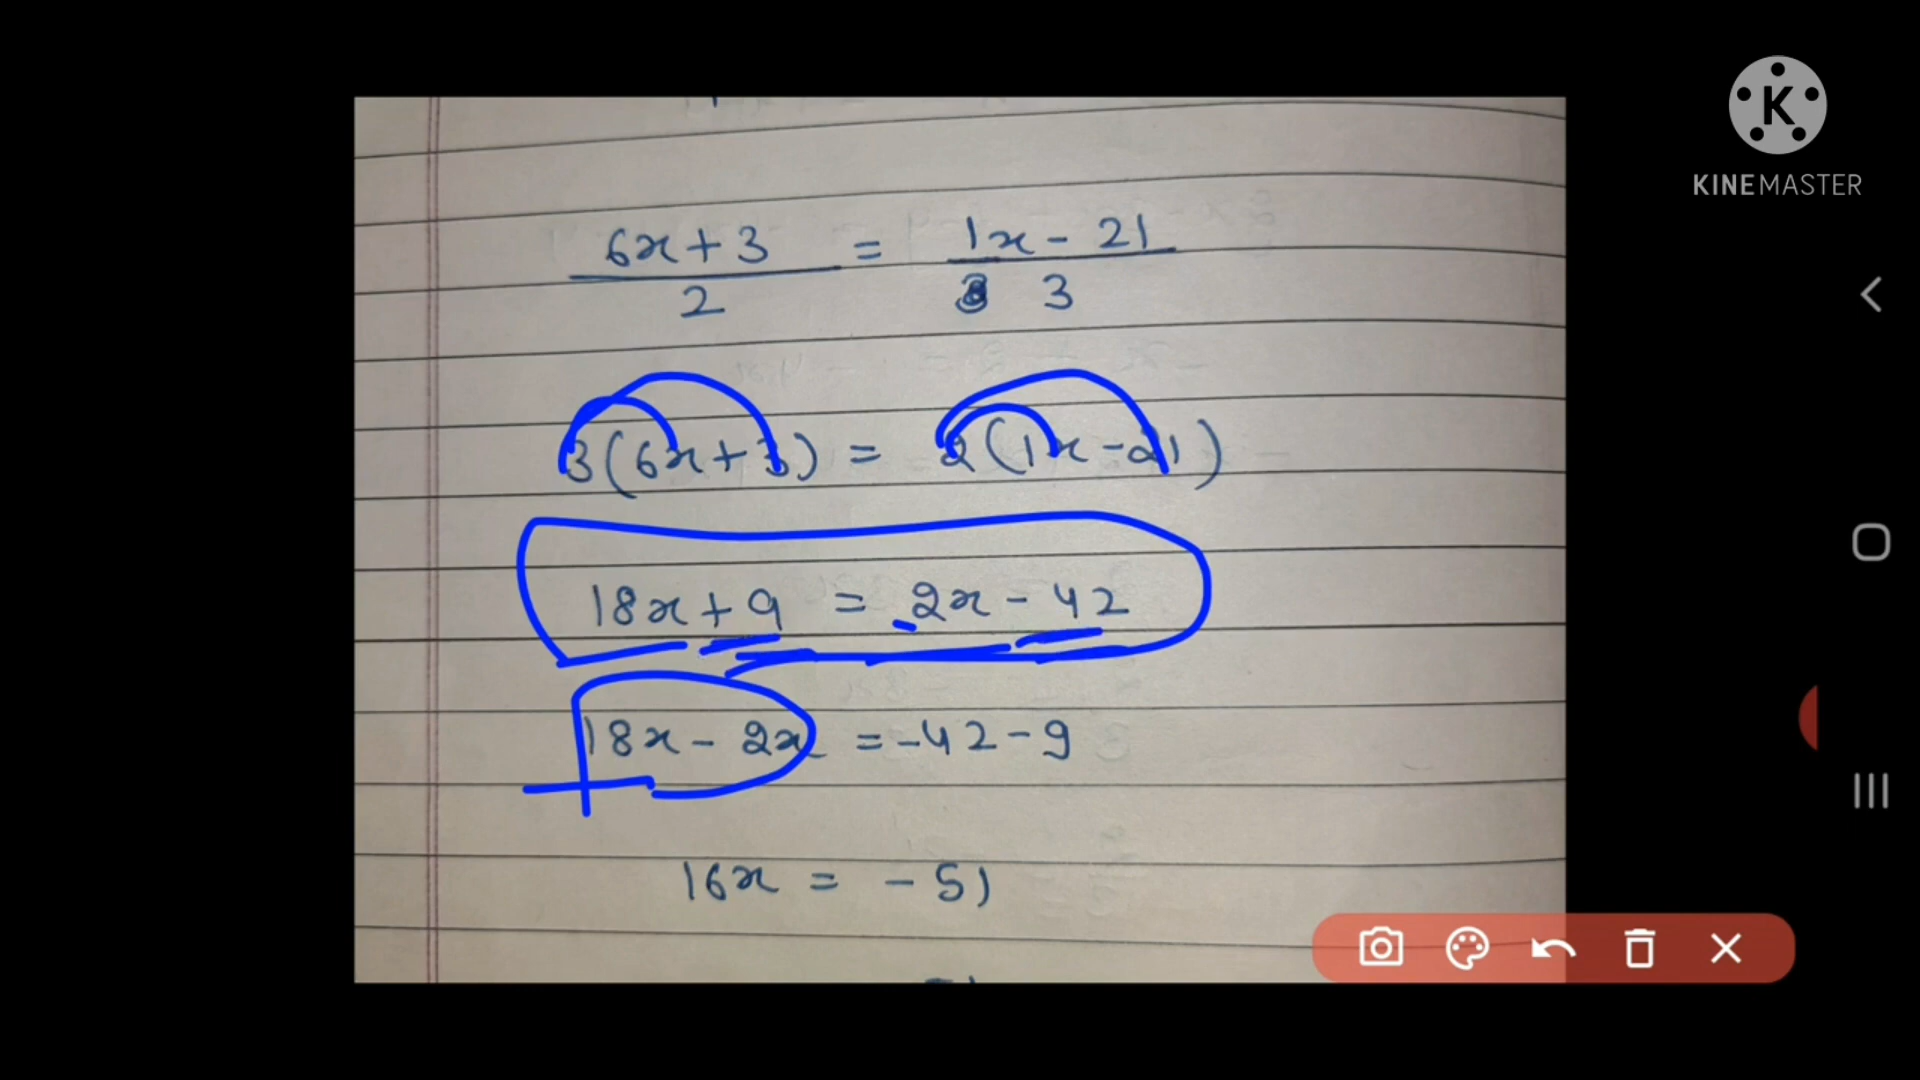 KINEMASTER
6x+3 = 1x-21
2 3
3(6x+3) = 2(1x-21)
18x+9 = 2x-42
18x-2x = -42-9
16x = -51